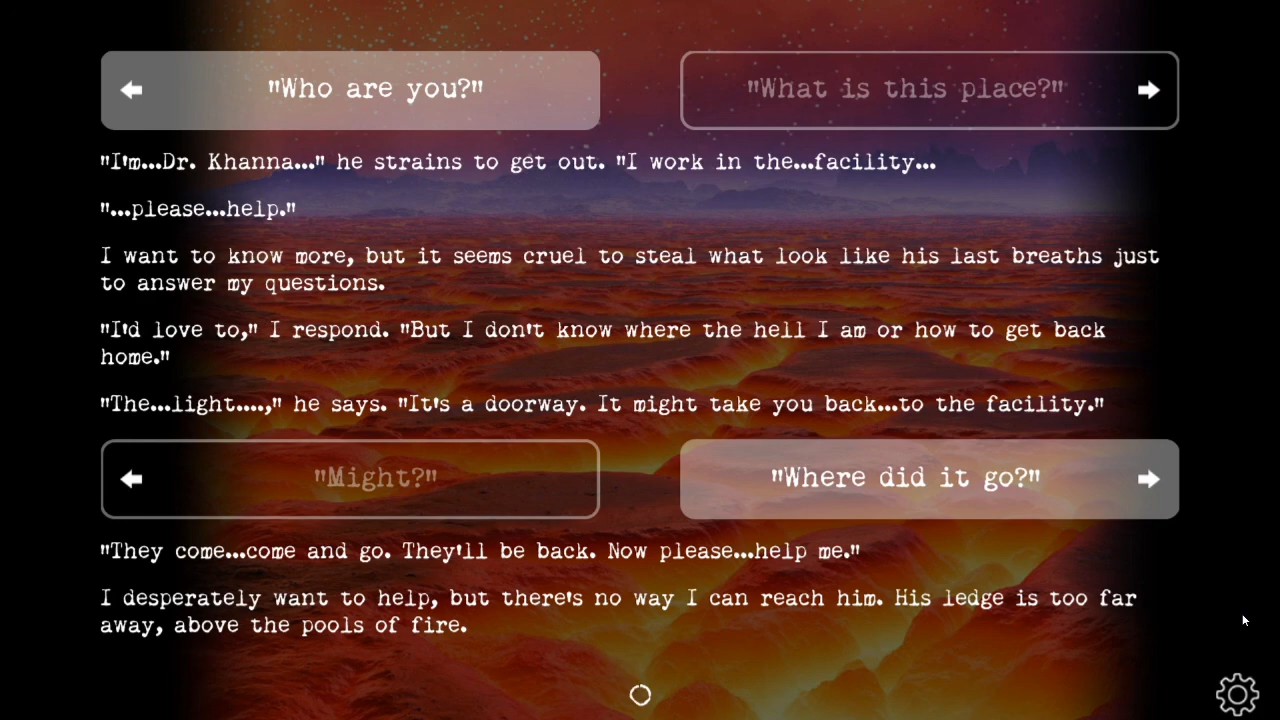 "Who are you?"
"What is this place?"
"I'm...Dr. Khanna..." he strains to get out. "I work in the...facility...
"...please...help."
I want to know more, but it seems cruel to steal what look like his last breaths just
to answer my questions.
"I'd love to," I respond. "But I don't know where the hell I am or how to get back
home."
"The...light....," he says. "It's a doorway. It might take you back...to the facility."
"Might?"
"Where did it go?"
"They come...come and go. They'll be back. Now please...help me."
I desperately want to help, but there's no way I can reach him. His ledge is too far
away, above the pools of fire.